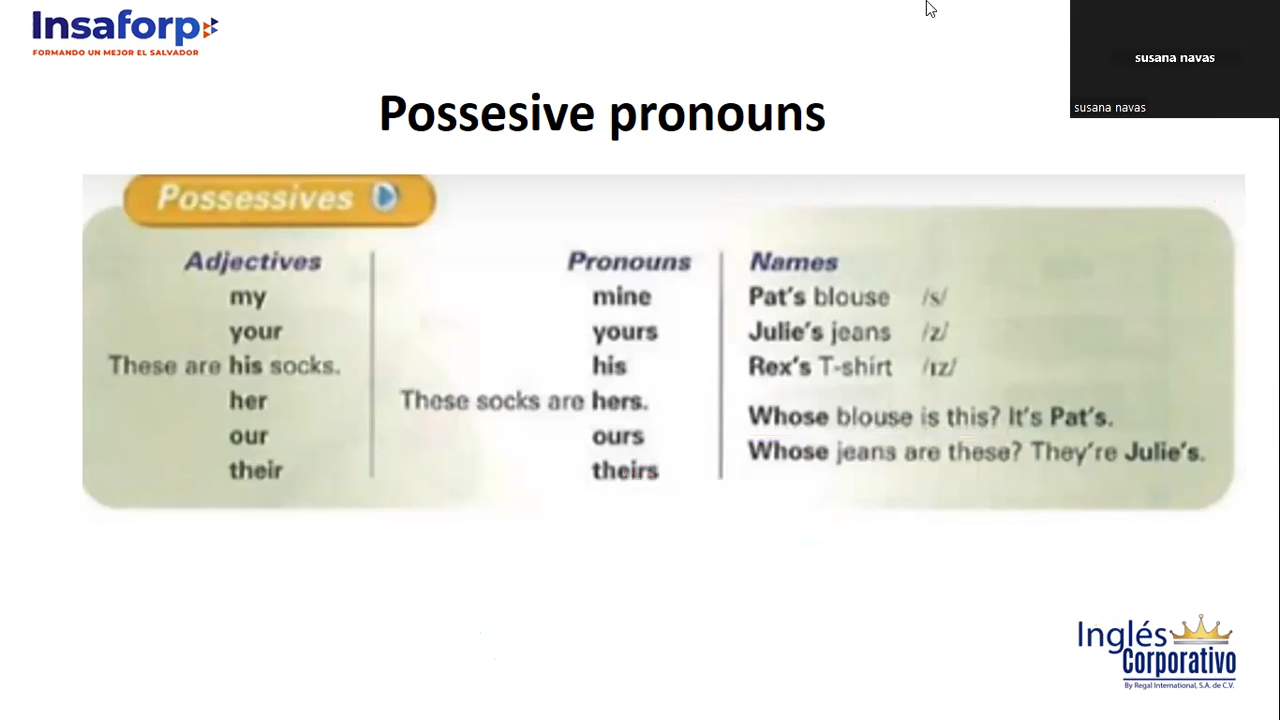 Insaforp
FORMANDO UN MEJOR EL SALVADOR
susana navas
susana navas
Possesive pronouns
Possessives
Adjectives
my
your
These are his socks.
her
our
their
Pronouns
mine
yours
his
These socks are hers.
ours
theirs
Names
Pat's blouse /s/
Julie's jeans /z/
Rex's T-shirt /ɪz/
Whose blouse is this? It's Pat's.
Whose jeans are these? They're Julie's.
Inglés
Corporativo
By Regal International, S.A. de C.V.